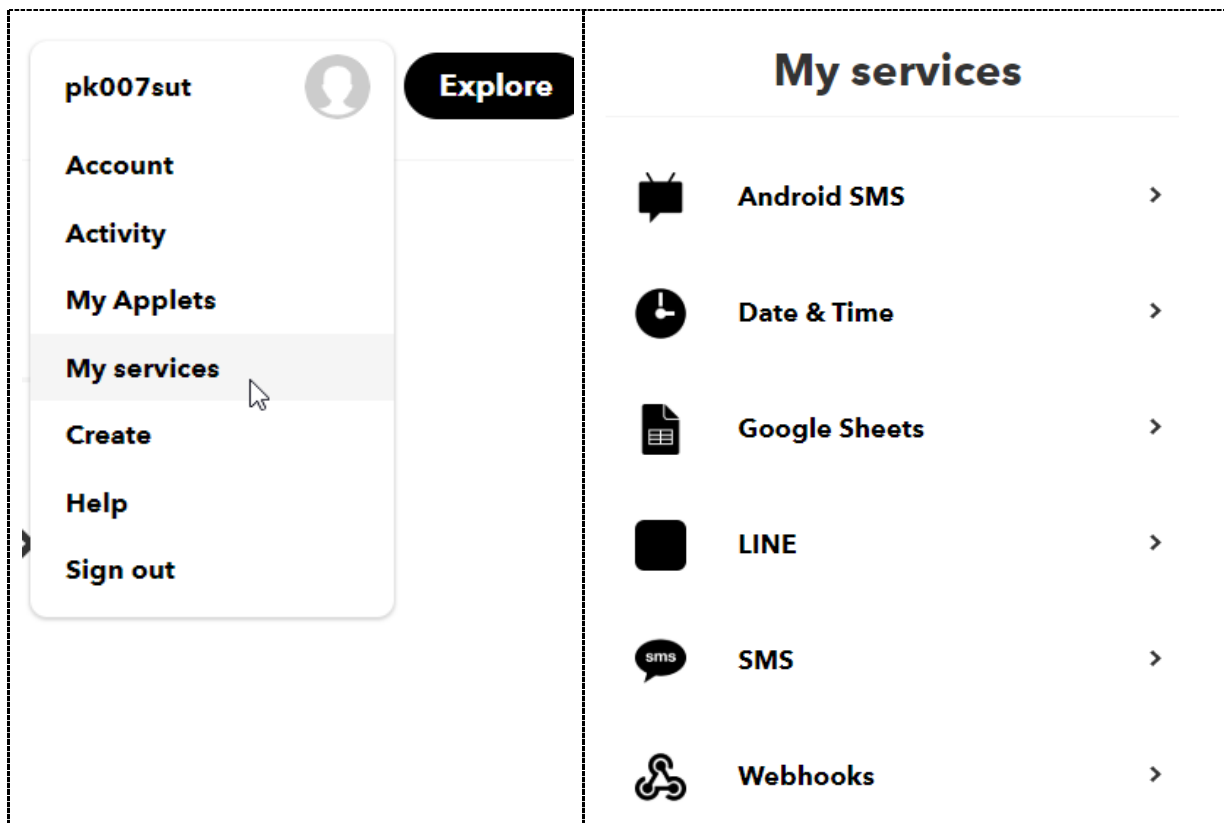 pk007sut
Explore
Account
Activity
My Applets
My services
Create
Help
Sign out
My services
Android SMS
Date & Time
Google Sheets
LINE
sms
SMS
Webhooks